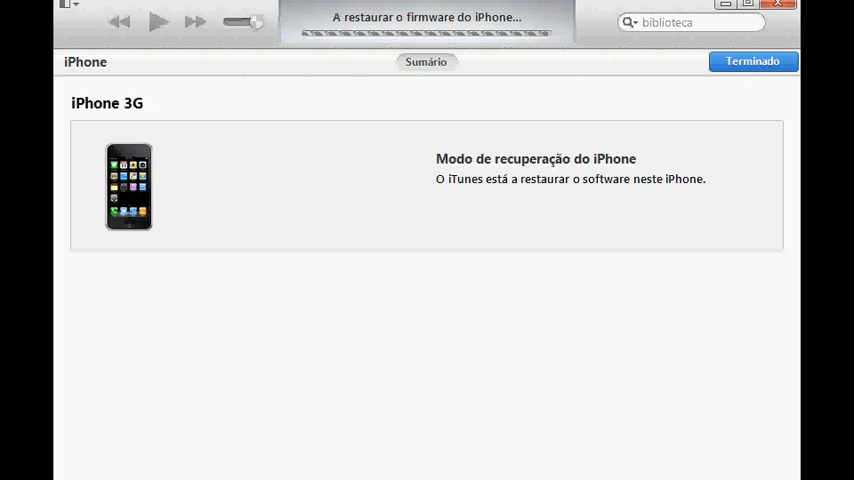 A restaurar o firmware do iPhone...
biblioteca
iPhone
Sumário
Terminado
iPhone 3G
Modo de recuperação do iPhone
O iTunes está a restaurar o software neste iPhone.